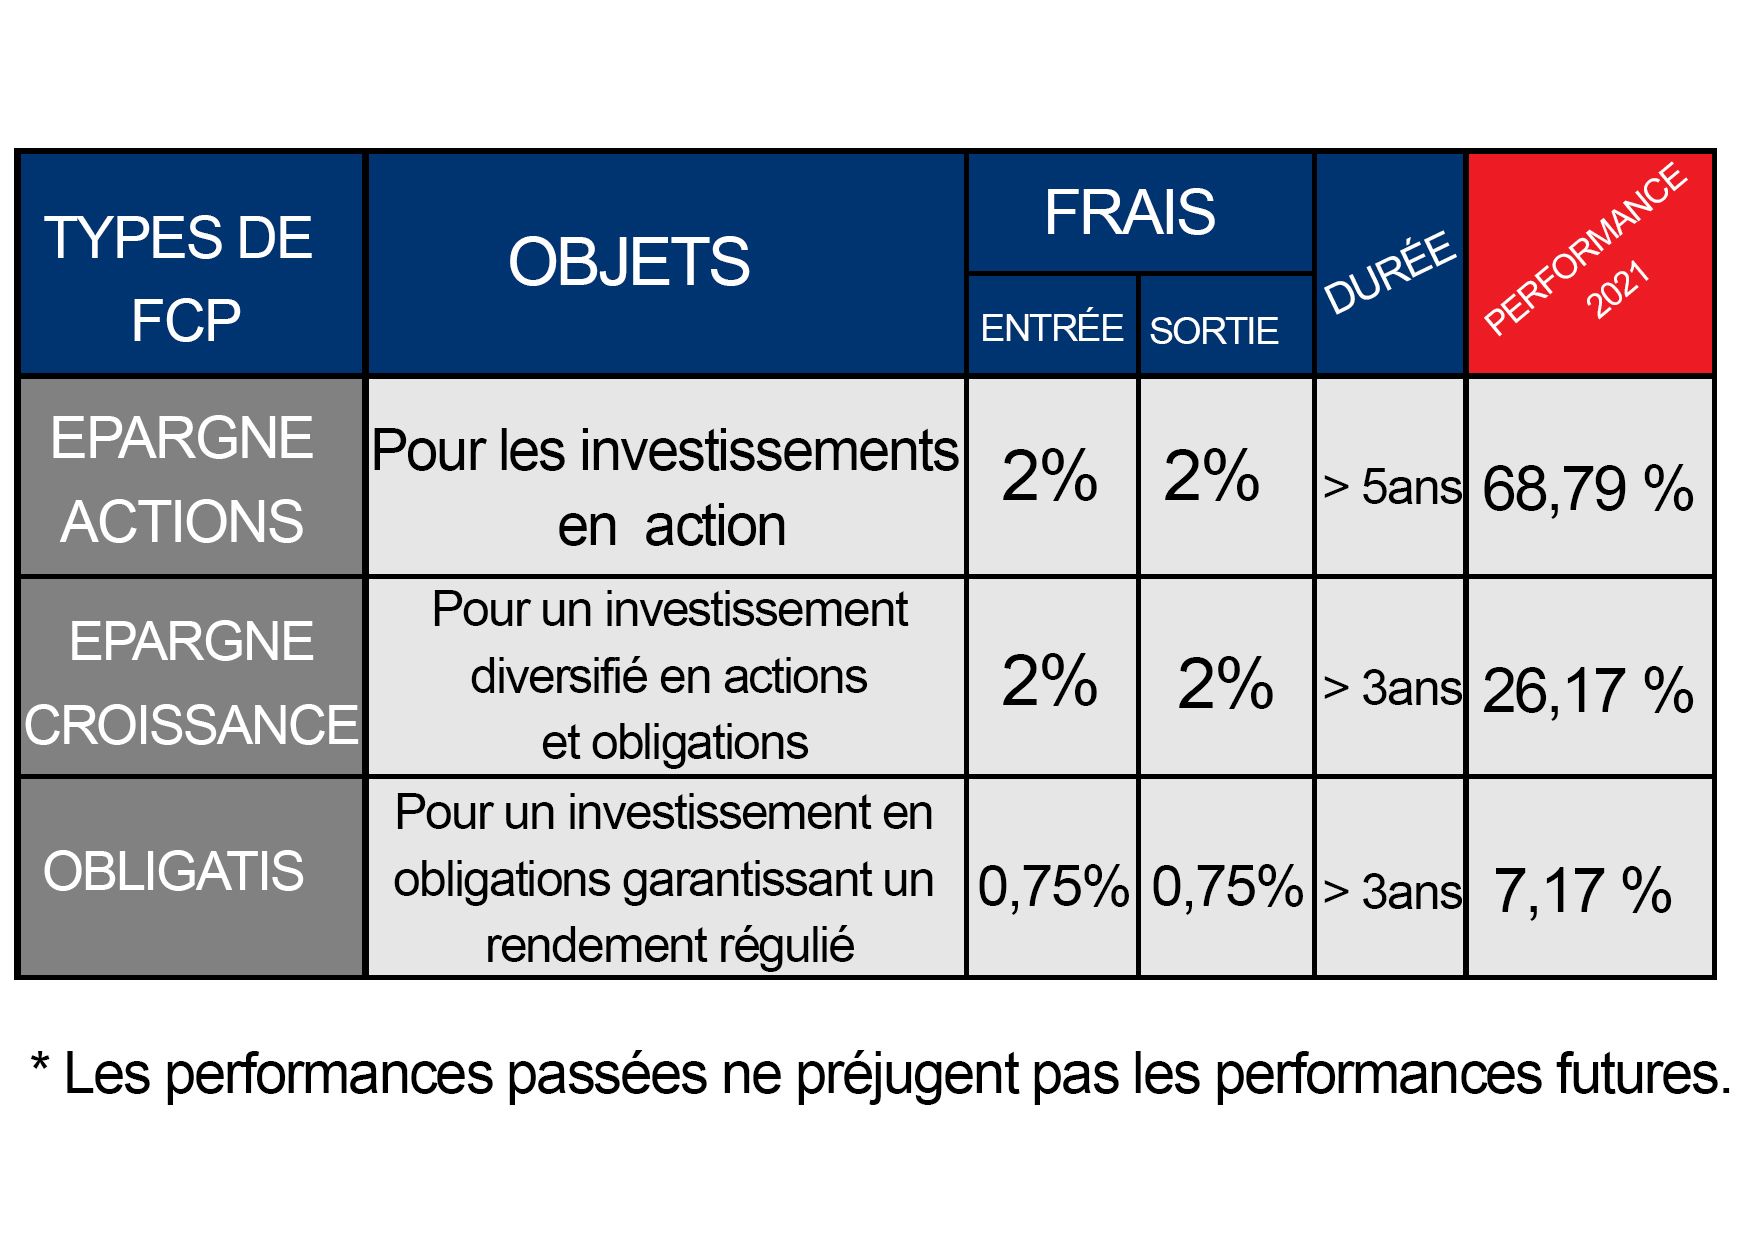 TYPES DE
FCP
OBJETS
FRAIS
ENTRÉE
SORTIE
DURÉE
PERFORMANCE
2021
EPARGNE
ACTIONS
Pour les investissements
en action
2%
2%
> 5ans
68,79 %
EPARGNE
CROISSANCE
Pour un investissement
diversifié en actions
et obligations
2%
2%
> 3ans
26,17 %
OBLIGATIS
Pour un investissement en
obligations garantissant un
rendement régulié
0,75%
0,75%
> 3ans
7,17 %
* Les performances passées ne préjugent pas les performances futures.